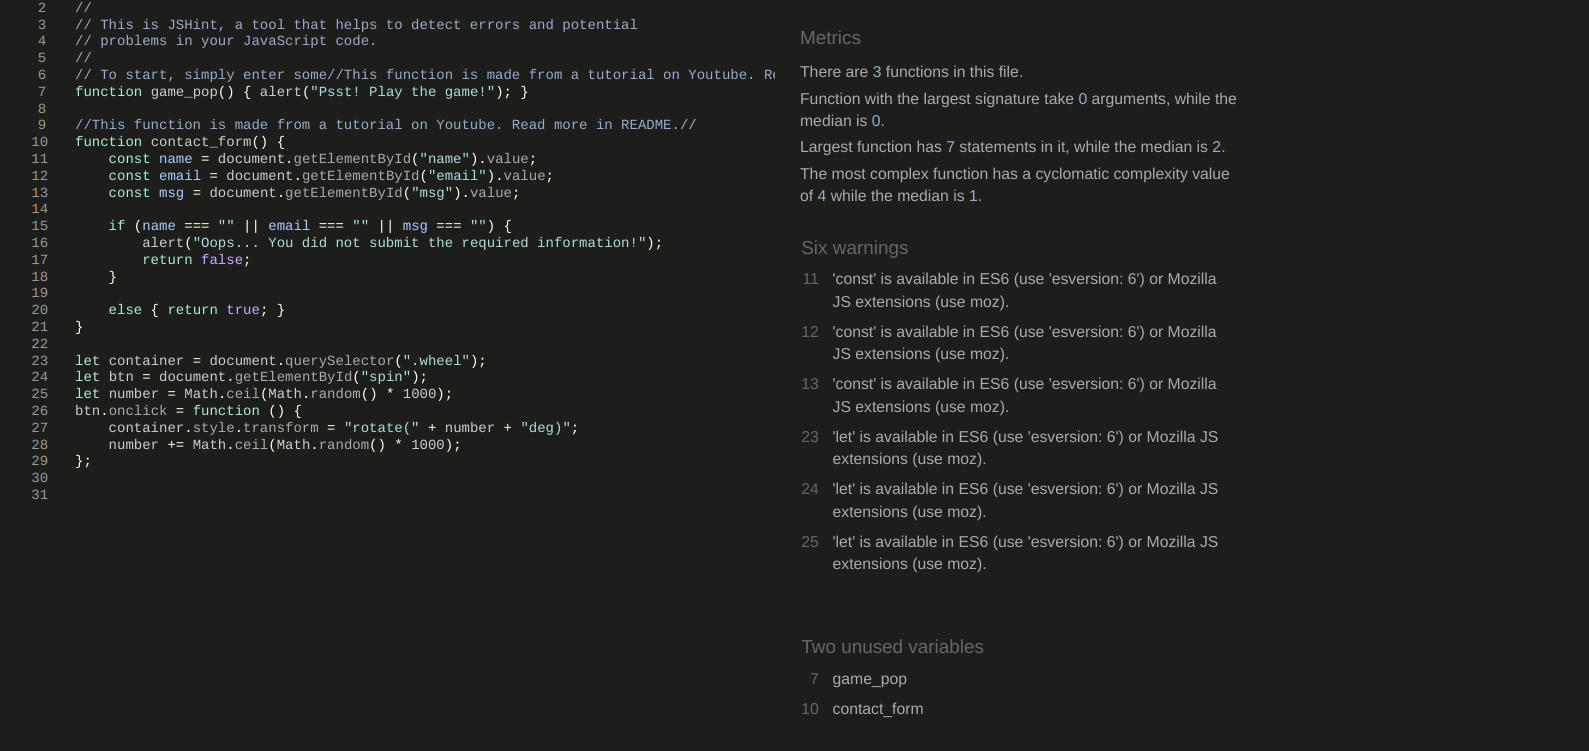 2 //
3 // This is JSHint, a tool that helps to detect errors and potential
4 // problems in your JavaScript code.
5 //
6 // To start, simply enter some//This function is made from a tutorial on Youtube. Re
7 function game_pop() { alert("Psst! Play the game!"); }
8
9 //This function is made from a tutorial on Youtube. Read more in README.//
10 function contact_form() {
11     const name = document.getElementById("name").value;
12     const email = document.getElementById("email").value;
13     const msg = document.getElementById("msg").value;
14
15     if (name === "" || email === "" || msg === "") {
16         alert("Oops... You did not submit the required information!");
17         return false;
18     }
19
20     else { return true; }
21 }
22
23 let container = document.querySelector(".wheel");
24 let btn = document.getElementById("spin");
25 let number = Math.ceil(Math.random() * 1000);
26 btn.onclick = function () {
27     container.style.transform = "rotate(" + number + "deg)";
28     number += Math.ceil(Math.random() * 1000);
29 };
30
31
Metrics
There are 3 functions in this file.
Function with the largest signature take 0 arguments, while the
median is 0.
Largest function has 7 statements in it, while the median is 2.
The most complex function has a cyclomatic complexity value
of 4 while the median is 1.
Six warnings
11 'const' is available in ES6 (use 'esversion: 6') or Mozilla
JS extensions (use moz).
12 'const' is available in ES6 (use 'esversion: 6') or Mozilla
JS extensions (use moz).
13 'const' is available in ES6 (use 'esversion: 6') or Mozilla
JS extensions (use moz).
23 'let' is available in ES6 (use 'esversion: 6') or Mozilla JS
extensions (use moz).
24 'let' is available in ES6 (use 'esversion: 6') or Mozilla JS
extensions (use moz).
25 'let' is available in ES6 (use 'esversion: 6') or Mozilla JS
extensions (use moz).
Two unused variables
7 game_pop
10 contact_form